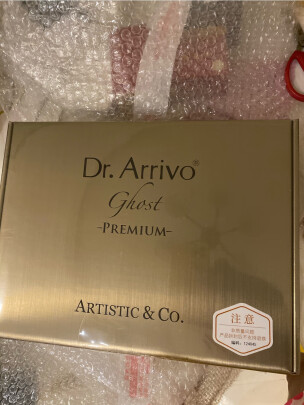 Dr. Arrivo®
Ghost
-PREMIUM-
ARTISTIC & CO.
注意